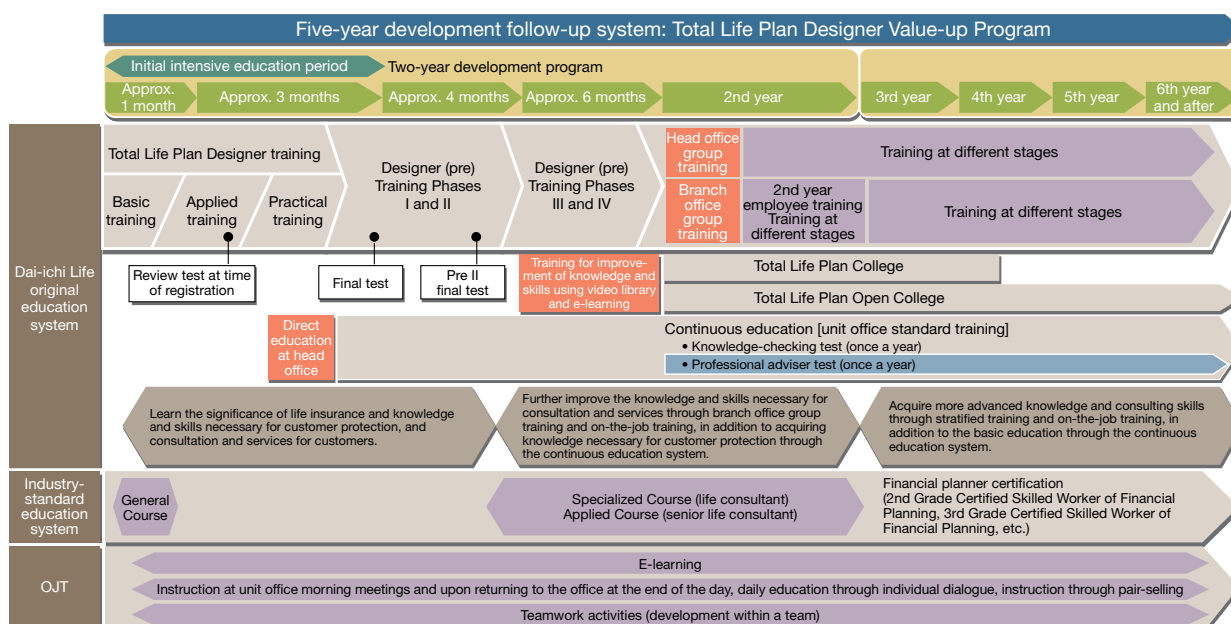 Five-year development follow-up system: Total Life Plan Designer Value-up Program
Initial intensive education period
Two-year development program
Approx.
1 month
Approx. 3 months
Approx. 4 months
Approx. 6 months
2nd year
3rd year
4th year
5th year
6th year
and after
Dai-ichi Life
original
education
system
Total Life Plan Designer training
Basic
training
Applied
training
Practical
training
Designer (pre)
Training Phases
I and II
Designer (pre)
Training Phases
III and IV
Head office
group
training
Training at different stages
Branch
office
group
training
2nd year
employee training
Training at
different stages
Training at different stages
Review test at time
of registration
Final test
Pre II
final test
Training for improve-
ment of knowledge and
skills using video library
and e-learning
Total Life Plan College
Total Life Plan Open College
Direct
education
at head
office
Continuous education [unit office standard training]
• Knowledge-checking test (once a year)
• Professional adviser test (once a year)
Learn the significance of life insurance and knowledge
and skills necessary for customer protection, and
consultation and services for customers.
Further improve the knowledge and skills necessary for
consultation and services through branch office group
training and on-the-job training, in addition to acquiring
knowledge necessary for customer protection through
the continuous education system.
Acquire more advanced knowledge and consulting skills
through stratified training and on-the-job training, in
addition to the basic education through the continuous
education system.
Industry-
standard
education
system
General
Course
Specialized Course (life consultant)
Applied Course (senior life consultant)
Financial planner certification
(2nd Grade Certified Skilled Worker of Financial
Planning, 3rd Grade Certified Skilled Worker of
Financial Planning, etc.)
OJT
E-learning
Instruction at unit office morning meetings and upon returning to the office at the end of the day, daily education through individual dialogue, instruction through pair-selling
Teamwork activities (development within a team)